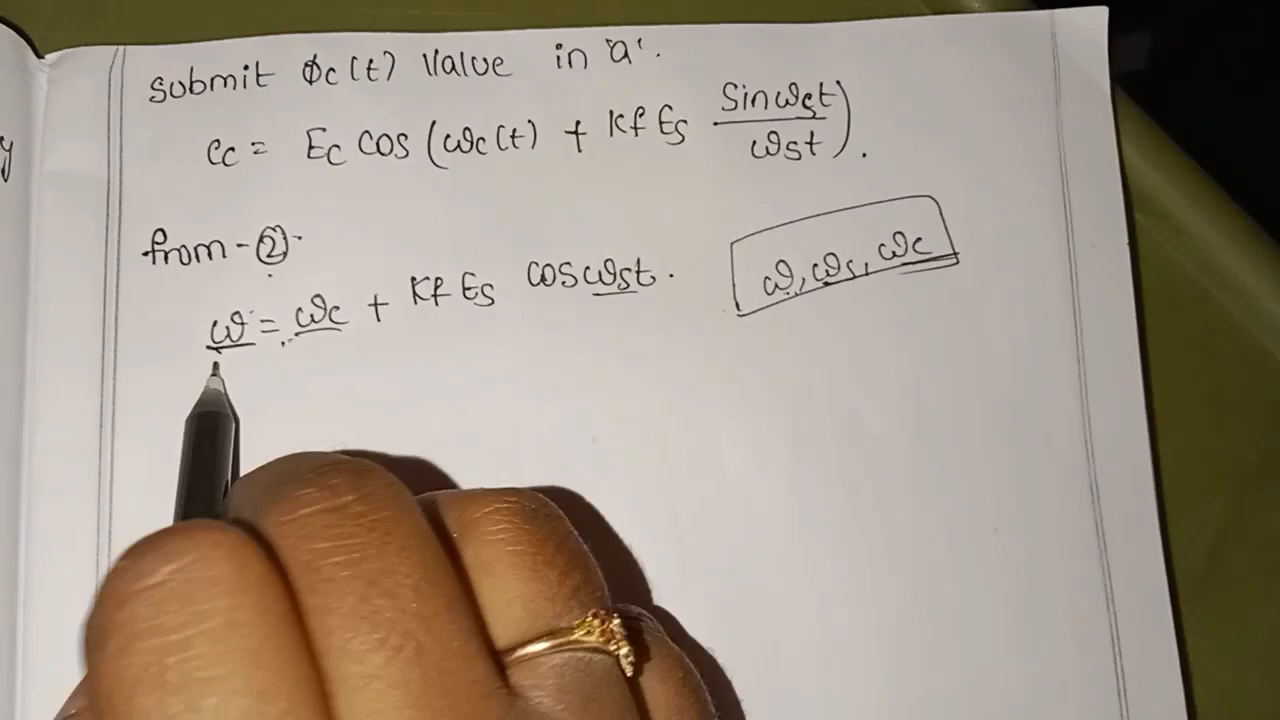 submit φc(t) value in 'a'.
ec = Ec cos (ωc(t) + Kf Es Sinωst/ωst).
from - ② -
ω = ωc + Kf Es cosωst.
ω, ωs, ωc